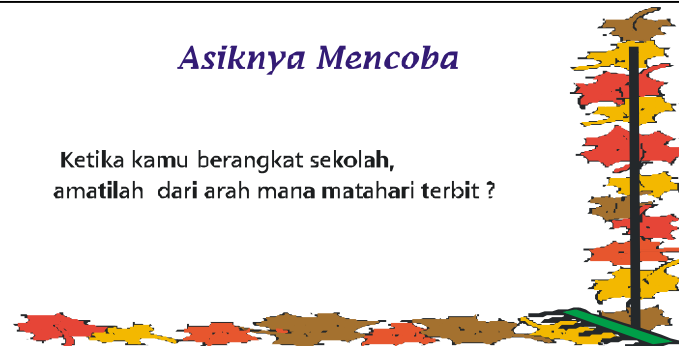 Asiknya Mencoba
Ketika kamu berangkat sekolah,
amatilah dari arah mana matahari terbit ?